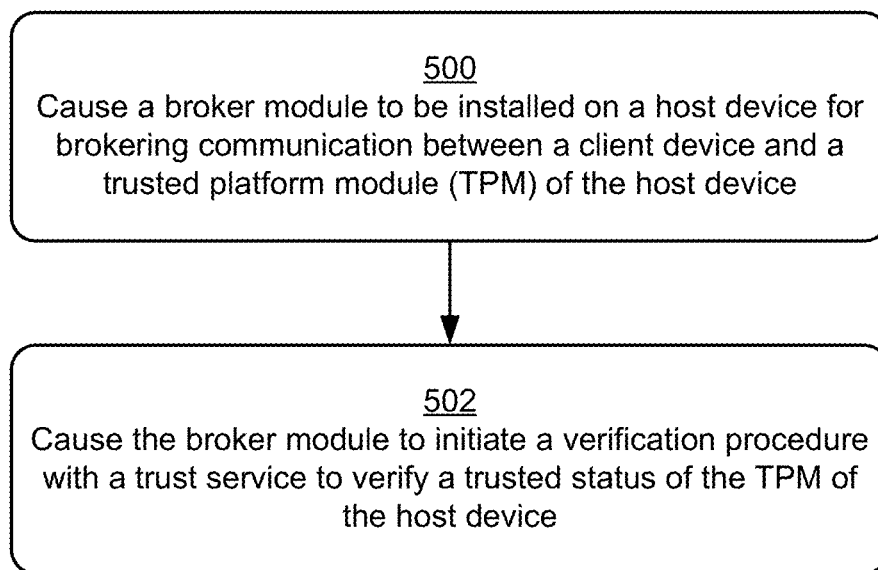 500
Cause a broker module to be installed on a host device for
brokering communication between a client device and a
trusted platform module (TPM) of the host device
502
Cause the broker module to initiate a verification procedure
with a trust service to verify a trusted status of the TPM of
the host device